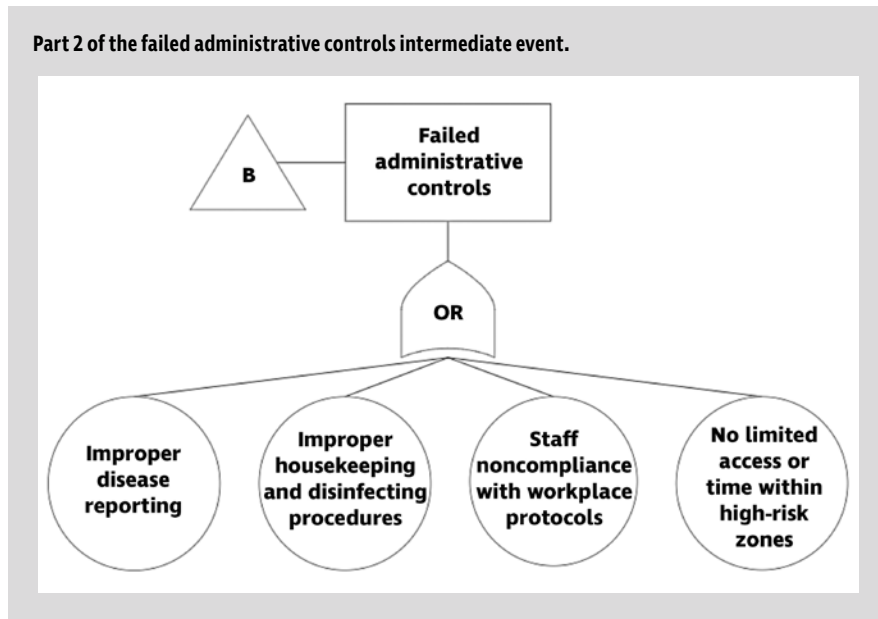 Part 2 of the failed administrative controls intermediate event.
B
Failed
administrative
controls
OR
Improper
disease
reporting
Improper
housekeeping
and disinfecting
procedures
Staff
noncompliance
with workplace
protocols
No limited
access or
time within
high-risk
zones